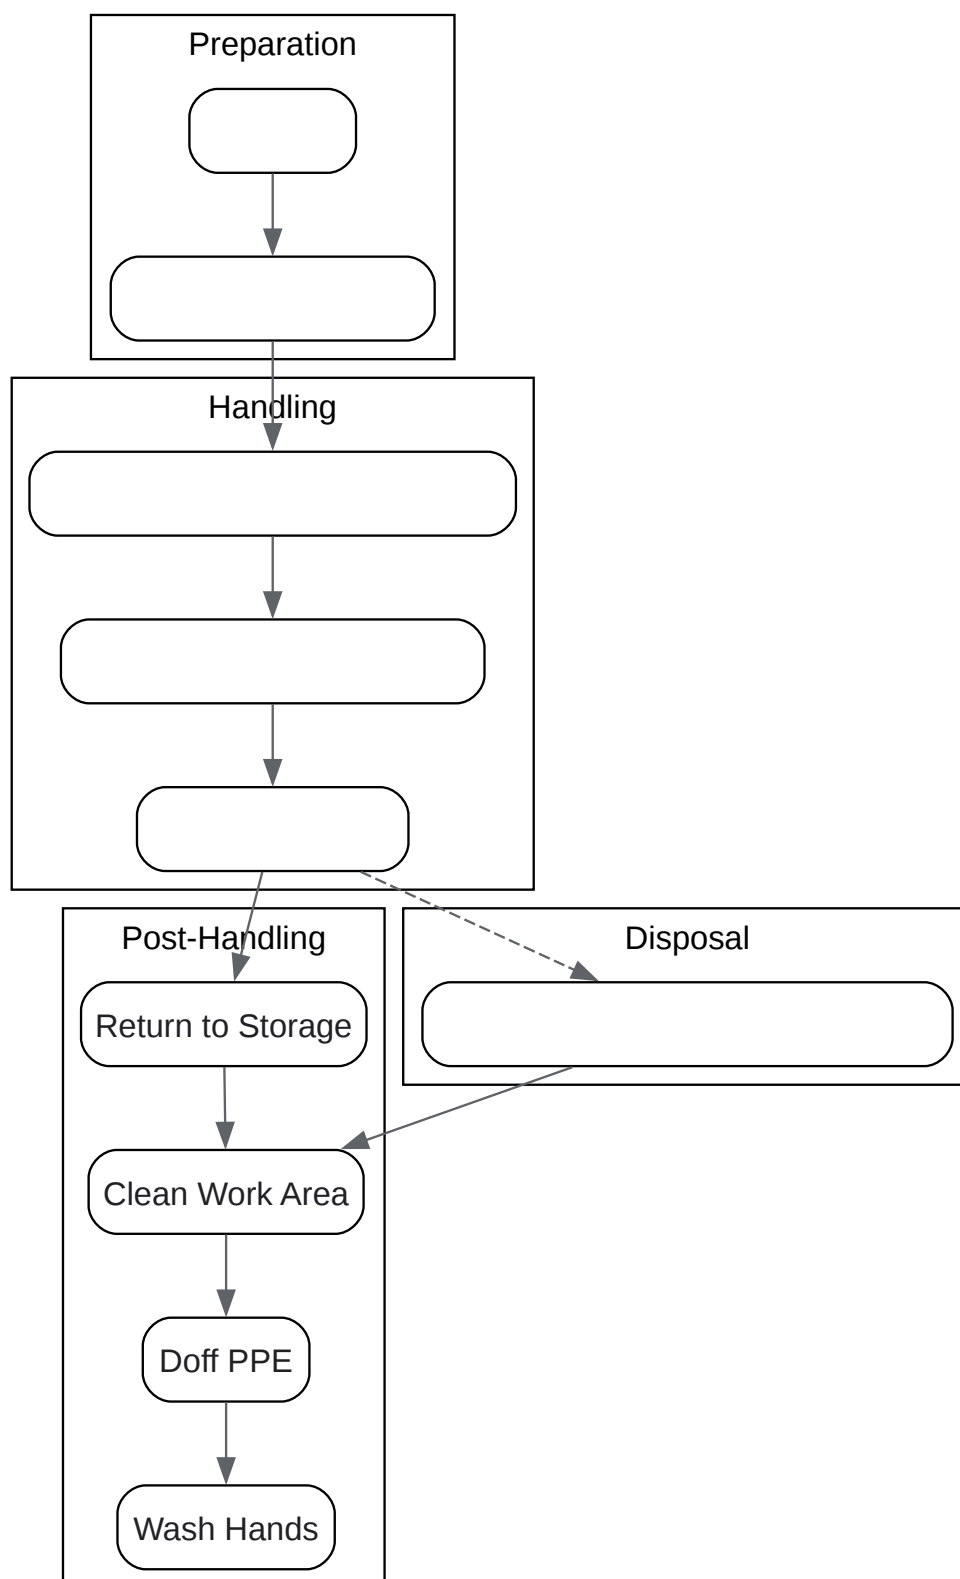 Preparation
Handling
Post-Handling
Disposal
Return to Storage
Clean Work Area
Doff PPE
Wash Hands